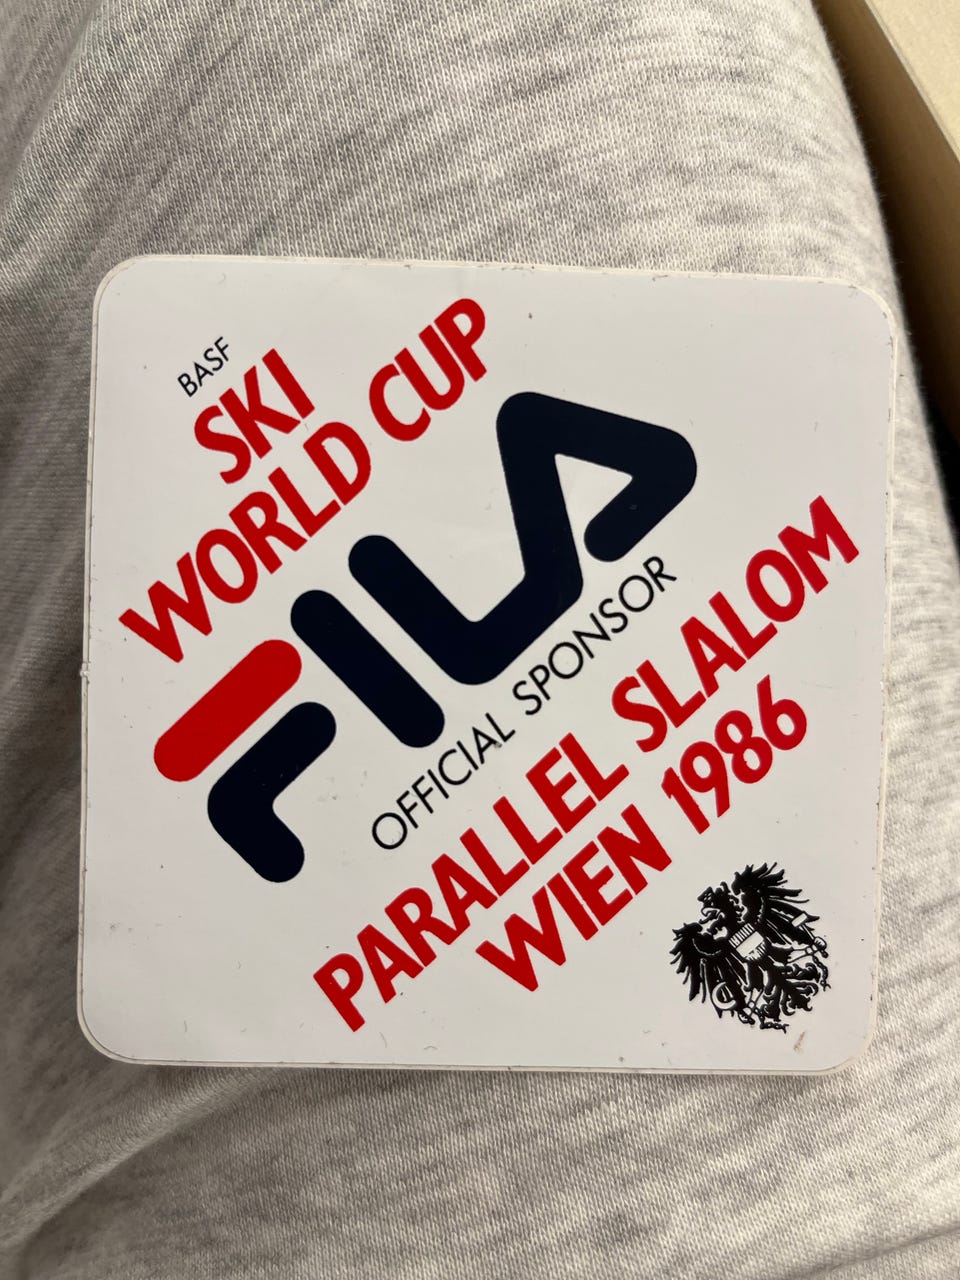 BASF
SKI
WORLD CUP
FILA
OFFICIAL SPONSOR
PARALLEL SLALOM
WIEN 1986